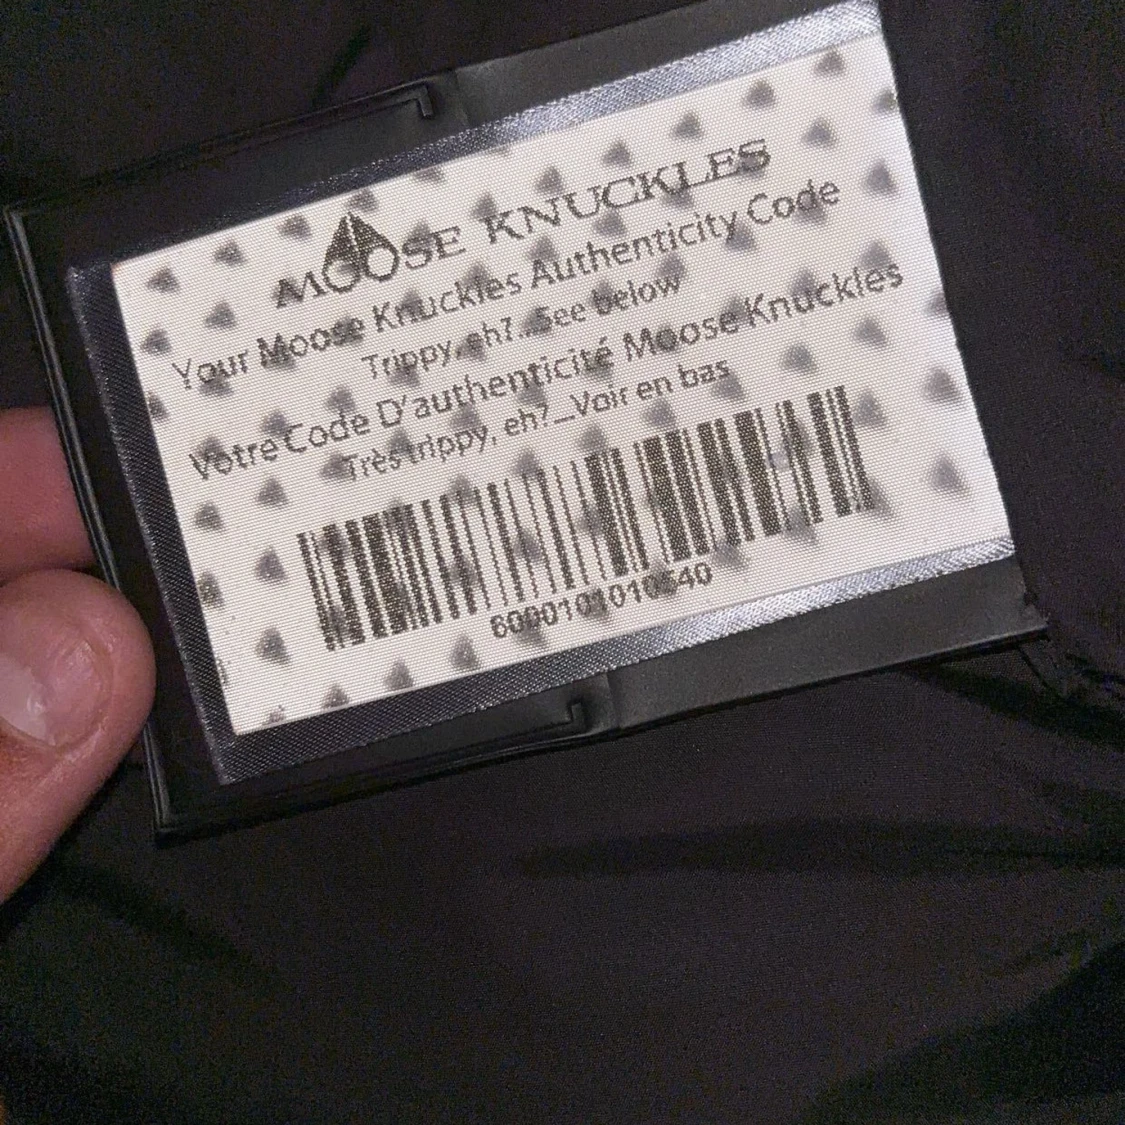 MOOSE KNUCKLES
Your Moose Knuckles Authenticity Code
Trippy, eh?...See below
Votre Code D'authenticité Moose Knuckles
Très trippy, eh?...Voir en bas